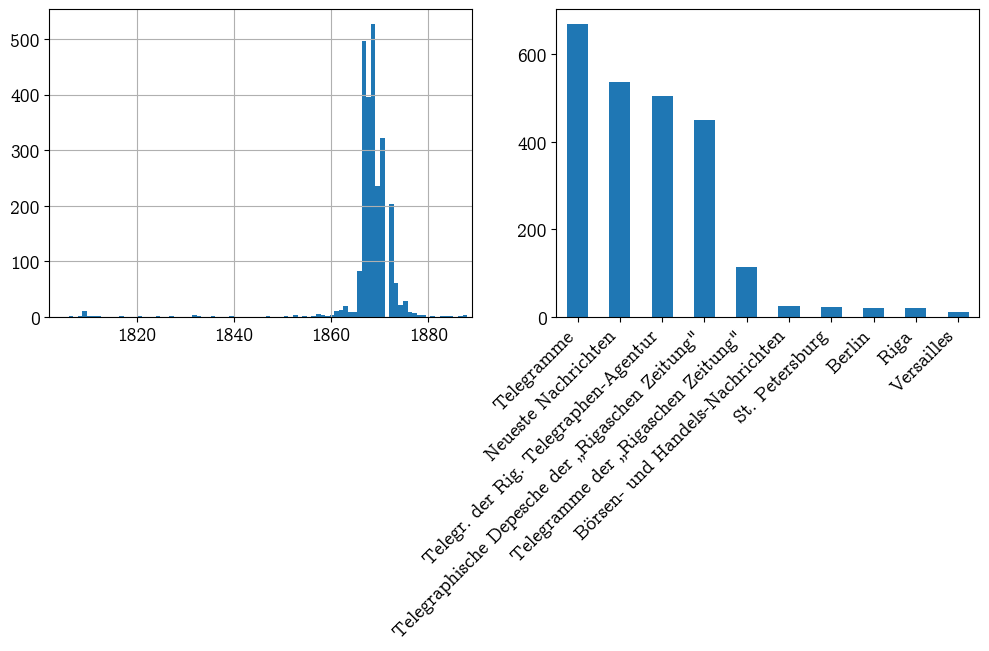 500
400
300
200
100
0
1820
1840
1860
1880
600
400
200
0
Telegramme
Neueste Nachrichten
Telegr. der Rig. Telegraphen-Agentur
Telegraphische Depesche der „Rigaschen Zeitung"
Telegramme der „Rigaschen Zeitung"
Börsen- und Handels-Nachrichten
St. Petersburg
Berlin
Riga
Versailles